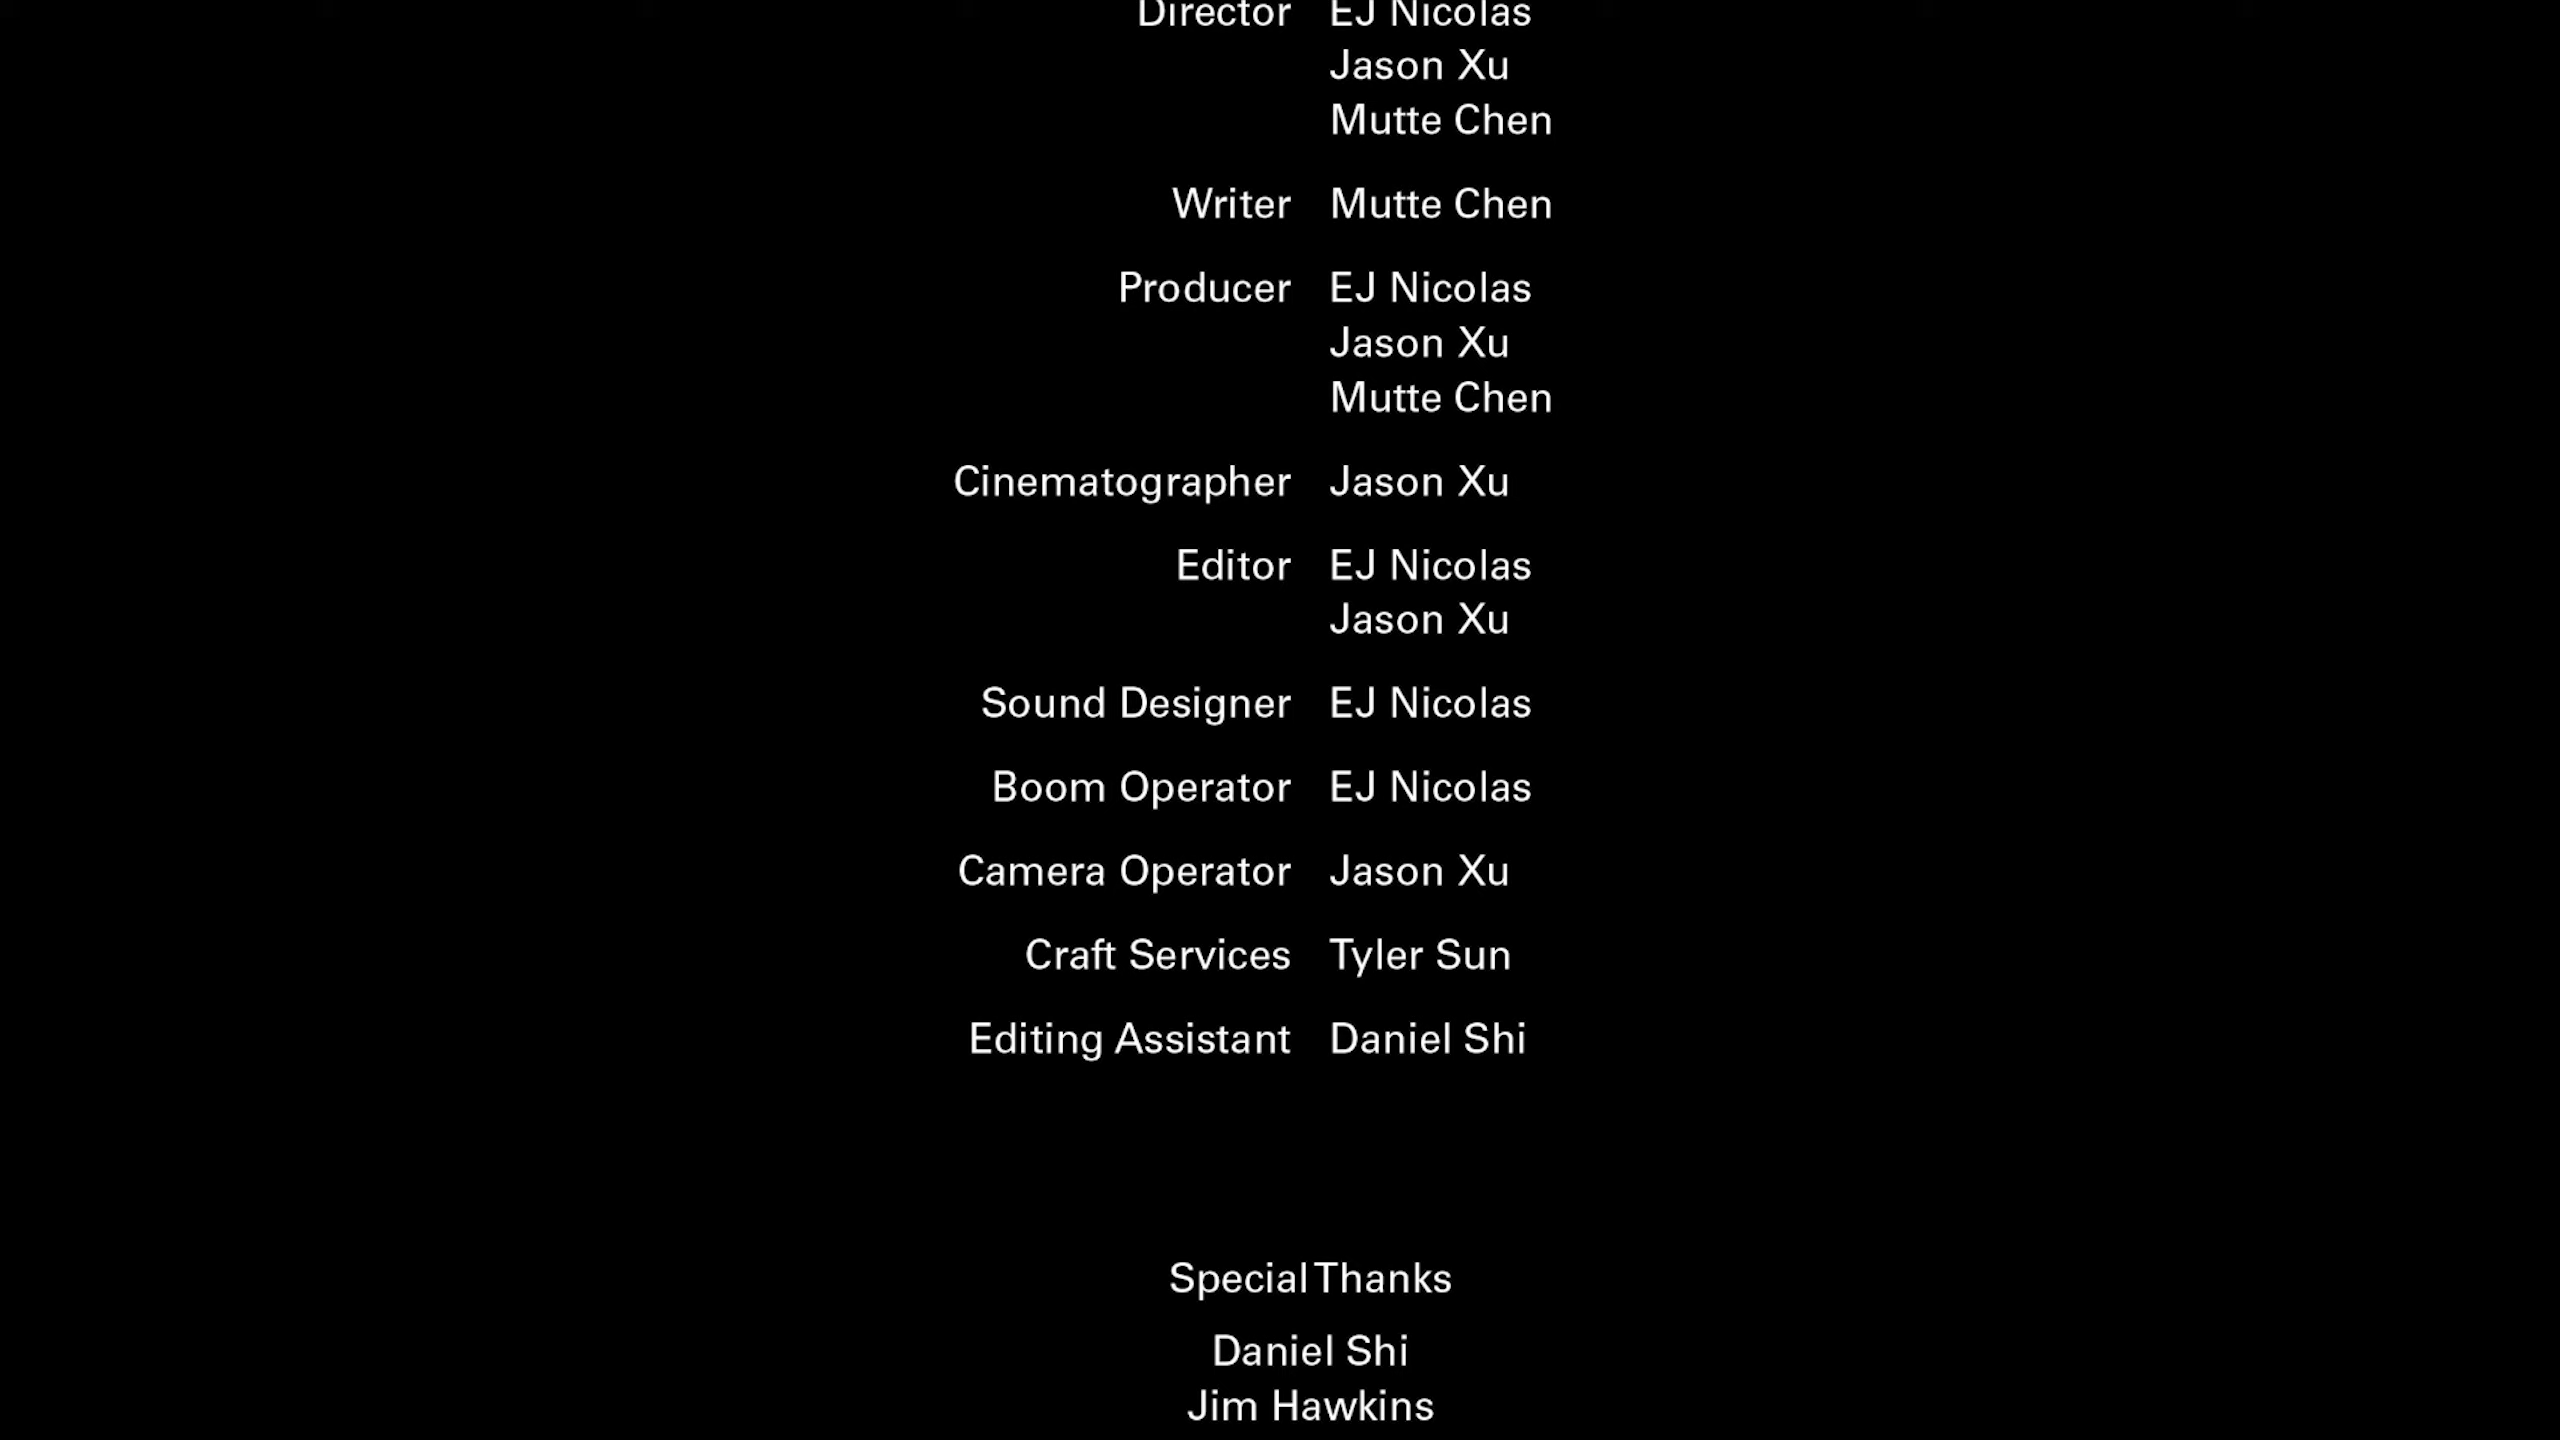 Director EJ Nicolas
Jason Xu
Mutte Chen
Writer Mutte Chen
Producer EJ Nicolas
Jason Xu
Mutte Chen
Cinematographer Jason Xu
Editor EJ Nicolas
Jason Xu
Sound Designer EJ Nicolas
Boom Operator EJ Nicolas
Camera Operator Jason Xu
Craft Services Tyler Sun
Editing Assistant Daniel Shi
Special Thanks
Daniel Shi
Jim Hawkins